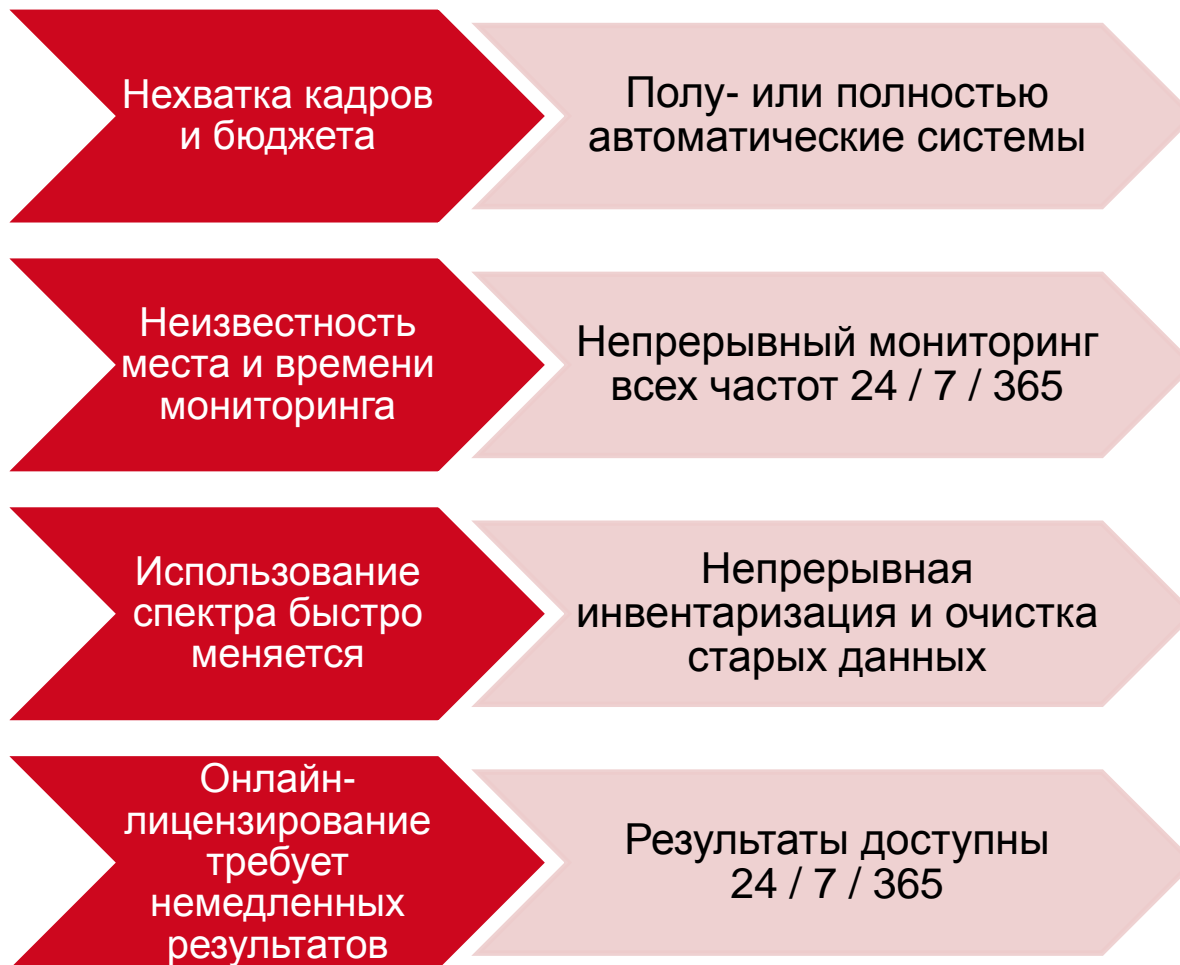 Нехватка кадров
и бюджета
Полу- или полностью
автоматические системы
Неизвестность
места и времени
мониторинга
Непрерывный мониторинг
всех частот 24 / 7 / 365
Использование
спектра быстро
меняется
Непрерывная
инвентаризация и очистка
старых данных
Онлайн-
лицензирование
требует
немедленных
результатов
Результаты доступны
24 / 7 / 365